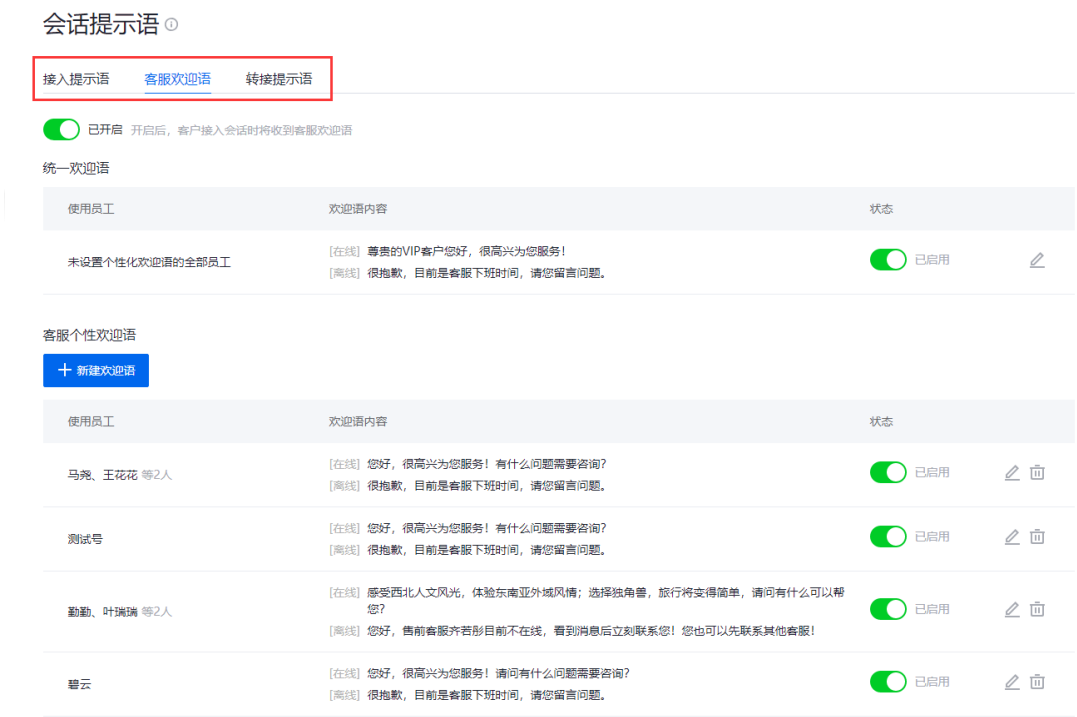 会话提示语
接入提示语 客服欢迎语 转接提示语
已开启 开启后，客户接入会话时将收到客服欢迎语
统一欢迎语
使用员工 欢迎语内容 状态
未设置个性化欢迎语的全部员工
[在线] 尊贵的VIP客户您好，很高兴为您服务！
[离线] 很抱歉，目前是客服下班时间，请您留言问题。
已启用
客服个性欢迎语
新建欢迎语
使用员工 欢迎语内容 状态
马尧、王花花 等2人
[在线] 您好，很高兴为您服务！有什么问题需要咨询？
[离线] 很抱歉，目前是客服下班时间，请您留言问题。
已启用
测试号
[在线] 您好，很高兴为您服务！有什么问题需要咨询？
[离线] 很抱歉，目前是客服下班时间，请您留言问题。
已启用
勤勤、叶瑞瑞 等2人
[在线] 感受西北人文风光，体验东南亚外域风情；选择独角兽，旅行将变得简单，请问有什么可以帮
您？
[离线] 您好，售前客服齐若彤目前不在线，看到消息后立刻联系您！您也可以先联系其他客服！
已启用
碧云
[在线] 您好，很高兴为您服务！请问有什么问题需要咨询？
[离线] 很抱歉，目前是客服下班时间，请您留言问题。
已启用